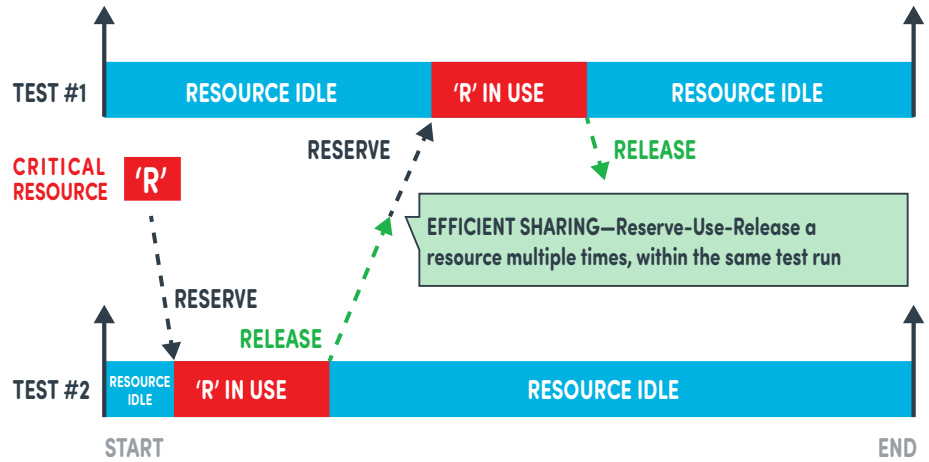 TEST #1
RESOURCE IDLE
‘R’ IN USE
RESOURCE IDLE
RESERVE
RELEASE
CRITICAL
RESOURCE
‘R’
EFFICIENT SHARING—Reserve-Use-Release a
resource multiple times, within the same test run
RESERVE
RELEASE
TEST #2
RESOURCE
IDLE
‘R’ IN USE
RESOURCE IDLE
START
END